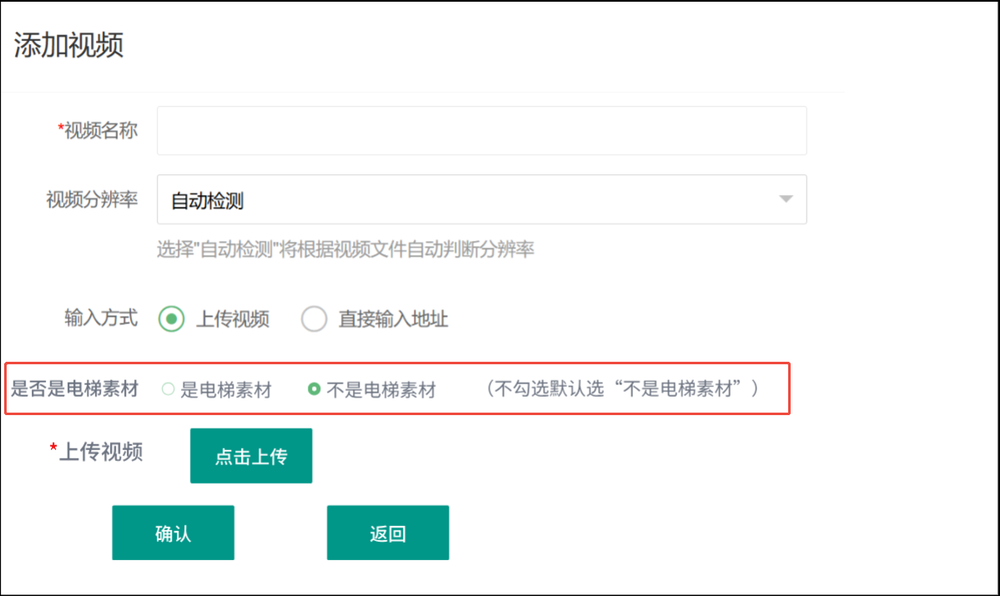 添加视频
*视频名称
视频分辨率 自动检测
选择"自动检测"将根据视频文件自动判断分辨率
输入方式 上传视频 直接输入地址
是否是电梯素材 是电梯素材 不是电梯素材 （不勾选默认选“不是电梯素材”）
*上传视频 点击上传
确认 返回